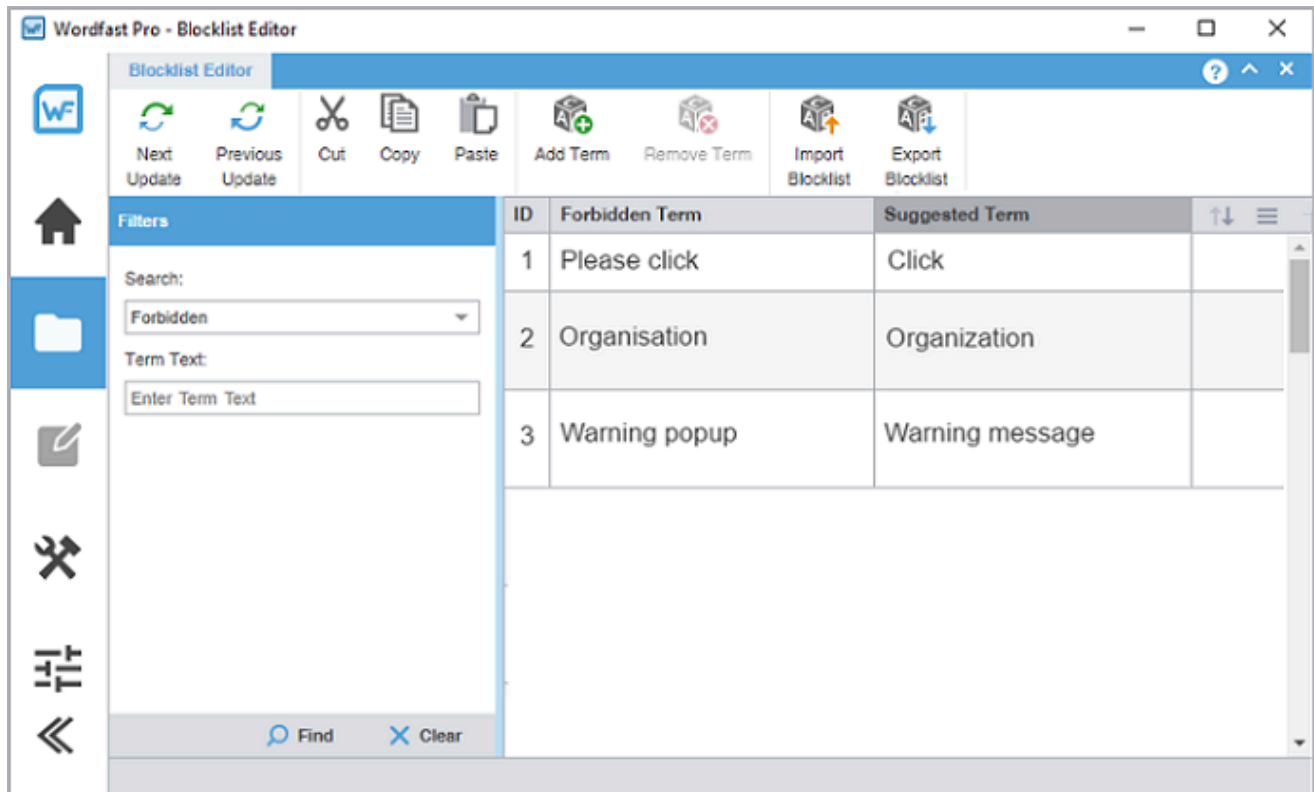 Wordfast Pro - Blocklist Editor
Blocklist Editor
WF
Next Update
Previous Update
Cut
Copy
Paste
Add Term
Remove Term
Import Blocklist
Export Blocklist
Filters
Search:
Forbidden
Term Text:
Enter Term Text
Find
Clear
ID Forbidden Term Suggested Term
1 Please click Click
2 Organisation Organization
3 Warning popup Warning message